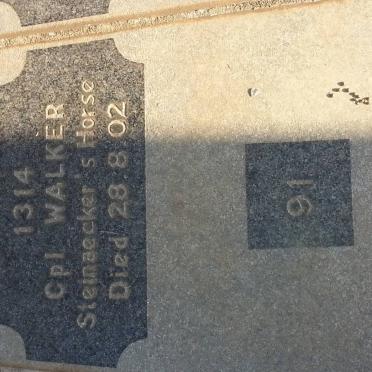 1314
Cpl WALKER
Steinaecker's Horse
Died 28 8 02
91